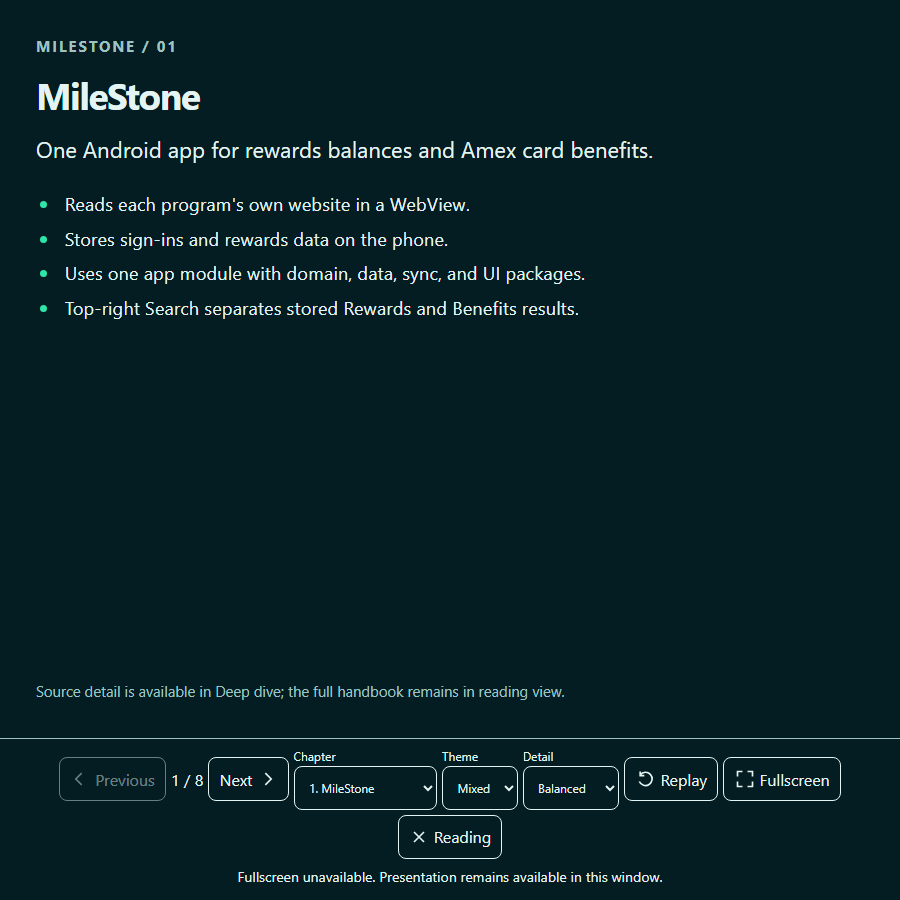 MILESTONE / 01
MileStone
One Android app for rewards balances and Amex card benefits.
Reads each program's own website in a WebView.
Stores sign-ins and rewards data on the phone.
Uses one app module with domain, data, sync, and UI packages.
Top-right Search separates stored Rewards and Benefits results.
Source detail is available in Deep dive; the full handbook remains in reading view.
Previous
1 / 8
Next
Chapter
1. MileStone
Theme
Mixed
Detail
Balanced
Replay
Fullscreen
Reading
Fullscreen unavailable. Presentation remains available in this window.